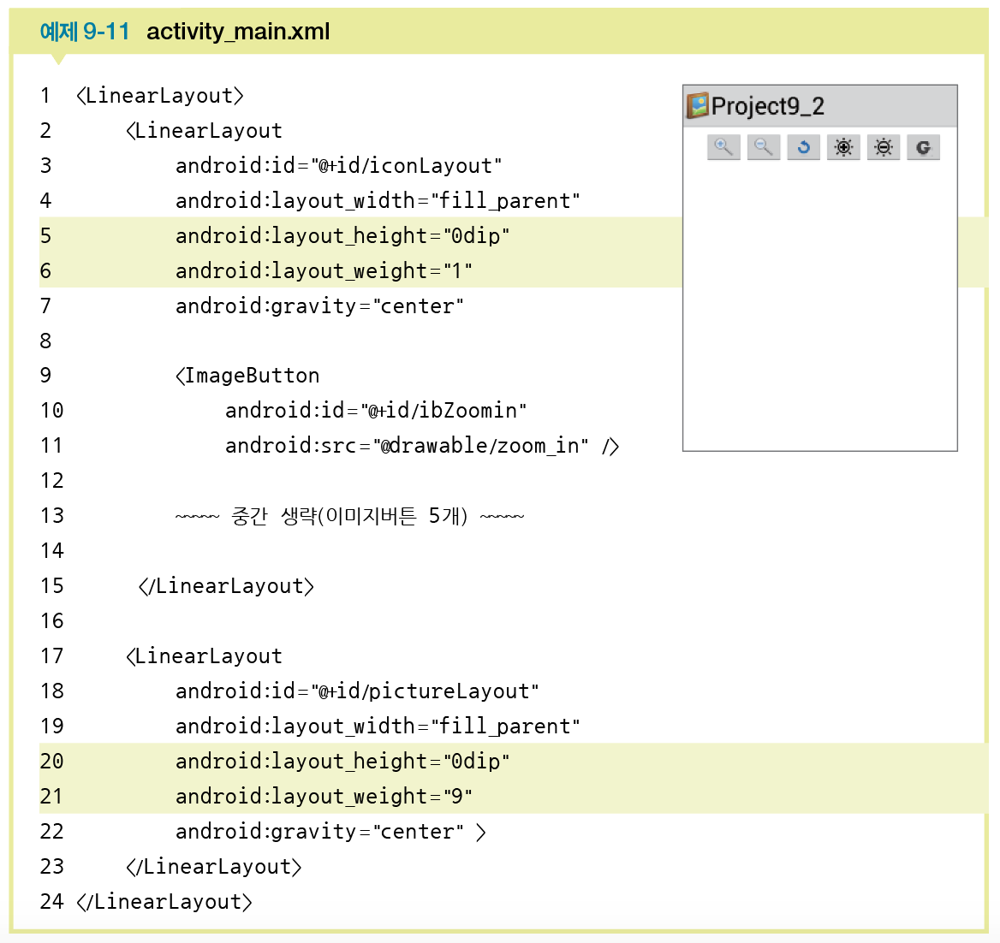 예제 9-11 activity_main.xml
1 <LinearLayout>
2 <LinearLayout
3 android:id="@+id/iconLayout"
4 android:layout_width="fill_parent"
5 android:layout_height="0dip"
6 android:layout_weight="1"
7 android:gravity="center"
8
9 <ImageButton
10 android:id="@+id/ibZoomin"
11 android:src="@drawable/zoom_in" />
12
13 ~~~~~ 중간 생략(이미지버튼 5개) ~~~~~
14
15 </LinearLayout>
16
17 <LinearLayout
18 android:id="@+id/pictureLayout"
19 android:layout_width="fill_parent"
20 android:layout_height="0dip"
21 android:layout_weight="9"
22 android:gravity="center" >
23 </LinearLayout>
24 </LinearLayout>
Project9_2
G